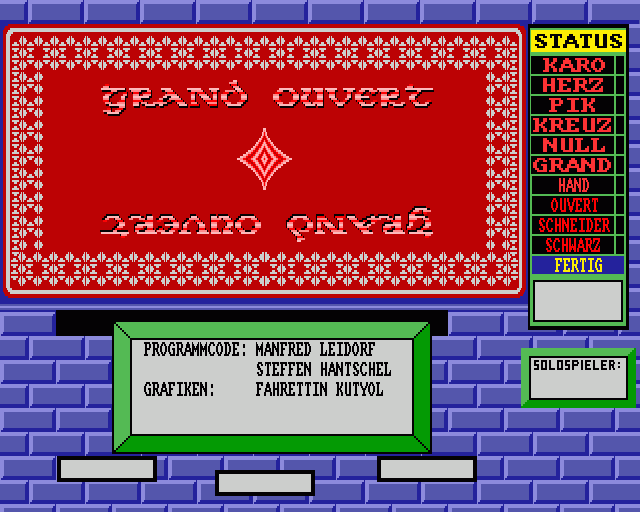 GRAND OUVERT
GRAND OUVERT
STATUS
KARO
HERZ
PIK
KREUZ
NULL
GRAND
HAND
OUVERT
SCHNEIDER
SCHWARZ
FERTIG
PROGRAMMCODE: MANFRED LEIDORF
STEFFEN HANTSCHEL
GRAFIKEN: FAHRETTIN KUTYOL
SOLOSPIELER: